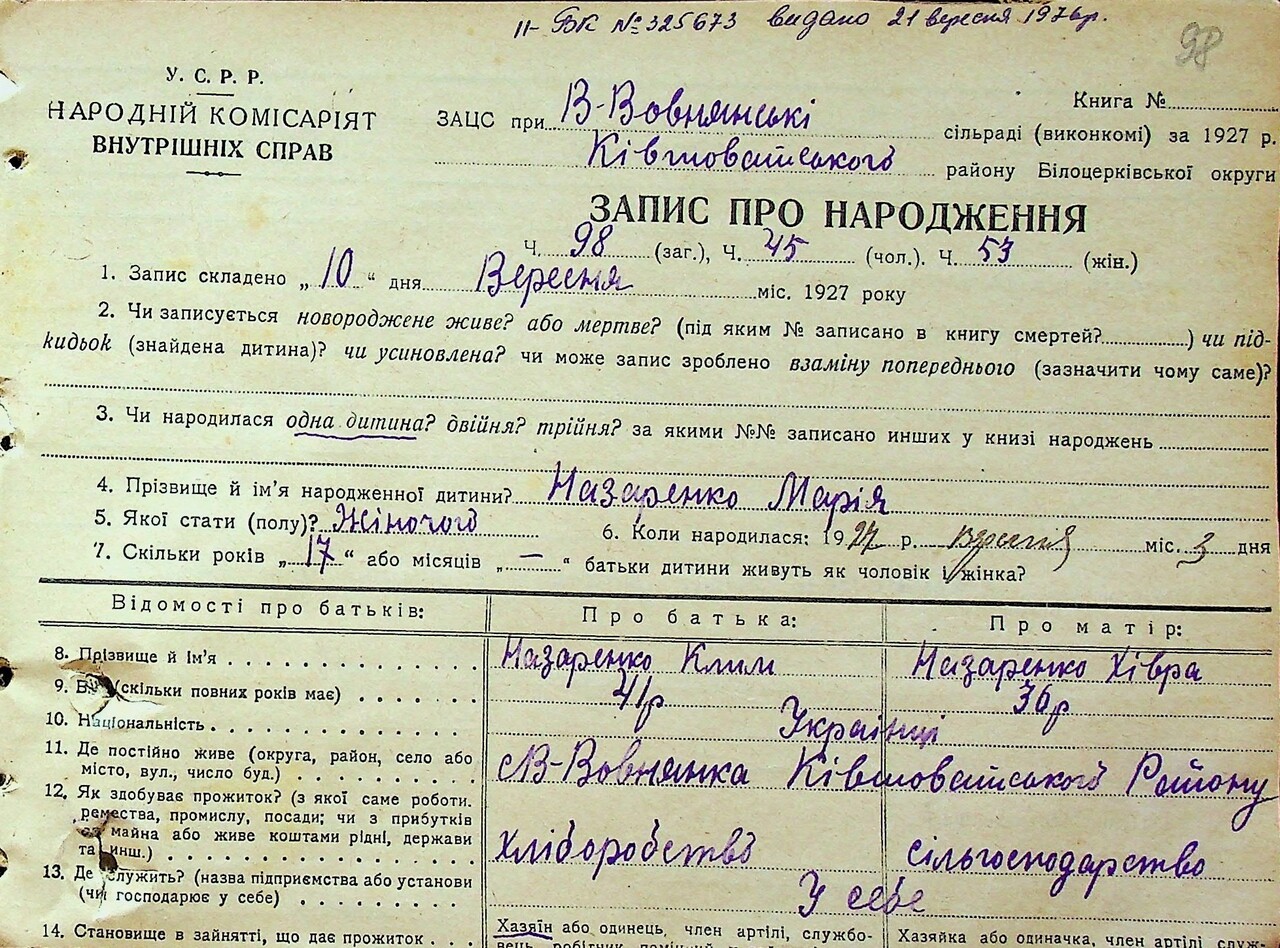 ІІ-БК № 325673 видано 21 вересня 1976р.
98
У. С. Р. Р.
НАРОДНІЙ КОМІСАРІЯТ
ВНУТРІШНІХ СПРАВ
Книга №
ЗАЦС при В-Вовнянські сільраді (виконкомі) за 1927 р.
Ківшоватського району Білоцерківської округи
ЗАПИС ПРО НАРОДЖЕННЯ
Ч. 98 (заг.), Ч. 45 (чол.). Ч. 53 (жін.)
1. Запис складено „ 10 “ дня Вересня міс. 1927 року
2. Чи записується новороджене живе? або мертве? (під яким № записано в книгу смертей? ) чи під-
кидьок (знайдена дитина)? чи усиновлена? чи може запис зроблено взаміну попереднього (зазначити чому саме)?
3. Чи народилася одна дитина? двійня? трійня? за якими №№ записано инших у книзі народжень
4. Прізвище й ім’я народженної дитини? Назаренко Марія
5. Якої стати (полу)? Жіночого 6. Коли народилася: 1927 р. Вересня міс. 3 дня
7. Скільки років „ 17 “ або місяців „ — “ батьки дитини живуть як чоловік і жінка?
Відомості про батьків: Про батька: Про матір:
8. Прізвище й ім’я Назаренко Клим Назаренко Хівра
9. Вік (скільки повних років має) 41р 36р
10. Національність Українці
11. Де постійно живе (округа, район, село або
місто, вул., число буд.) с В-Вовнянка Ківшоватського Району
12. Як здобуває прожиток? (з якої саме роботи.
ремества, промислу, посади; чи з прибутків
з майна або живе коштами рідні, держави
та инш.) Хліборобство сільгосподарство
13. Де служить? (назва підприємства або установи
(чи господарює у себе) У себе
14. Становище в зайнятті, що дає прожиток Хазяїн або одинець, член артілі, службо- Хазяйка або одиначка, член артілі, служ-